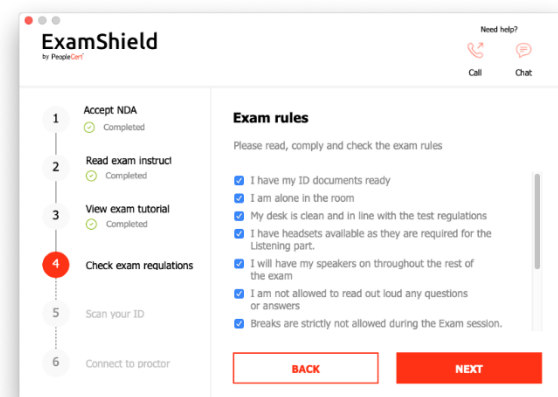 ExamShield
by PeopleCert
Need help?
Call
Chat
1
Accept NDA
Completed
2
Read exam instruct
Completed
3
View exam tutorial
Completed
4
Check exam regulations
5
Scan your ID
6
Connect to proctor
Exam rules
Please read, comply and check the exam rules
I have my ID documents ready
I am alone in the room
My desk is clean and in line with the test regulations
I have headsets available as they are required for the
Listening part.
I will have my speakers on throughout the rest of
the exam
I am not allowed to read out loud any questions
or answers
Breaks are strictly not allowed during the Exam session.
BACK
NEXT